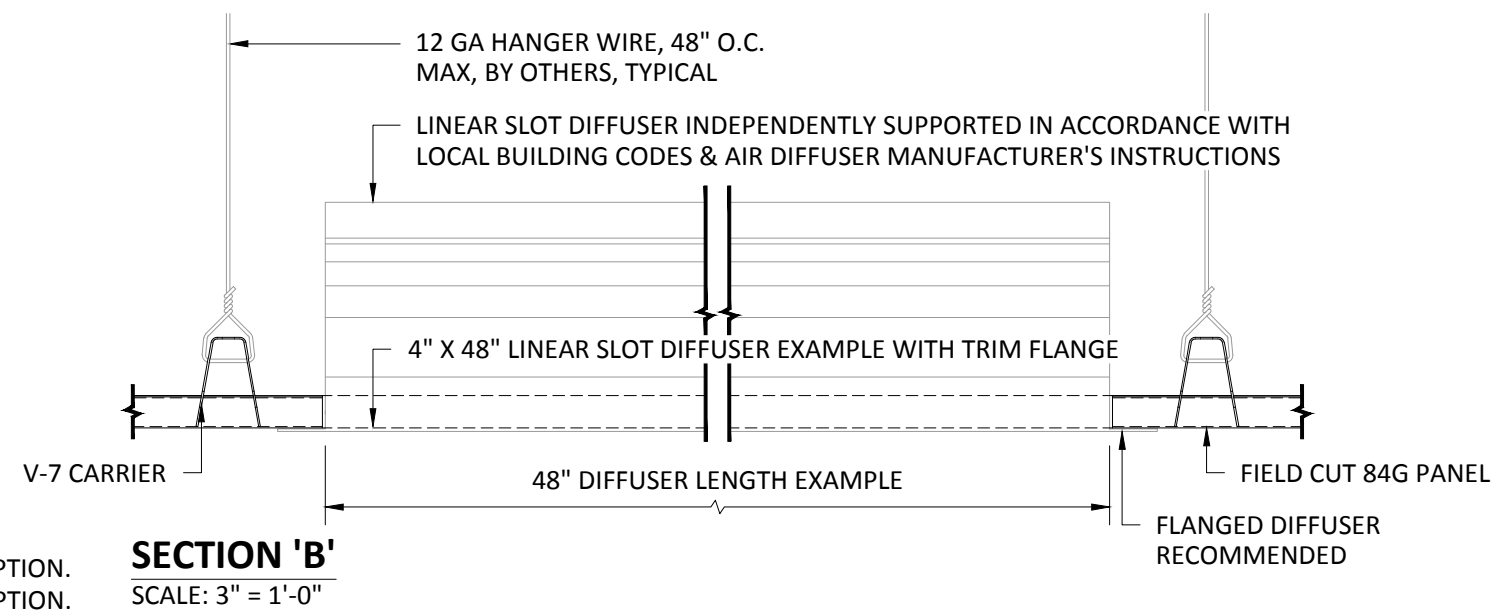 12 GA HANGER WIRE, 48" O.C.
MAX, BY OTHERS, TYPICAL
LINEAR SLOT DIFFUSER INDEPENDENTLY SUPPORTED IN ACCORDANCE WITH
LOCAL BUILDING CODES & AIR DIFFUSER MANUFACTURER'S INSTRUCTIONS
4" X 48" LINEAR SLOT DIFFUSER EXAMPLE WITH TRIM FLANGE
V-7 CARRIER
48" DIFFUSER LENGTH EXAMPLE
FIELD CUT 84G PANEL
FLANGED DIFFUSER
RECOMMENDED
SECTION 'B'
SCALE: 3" = 1'-0"
PTION.
PTION.